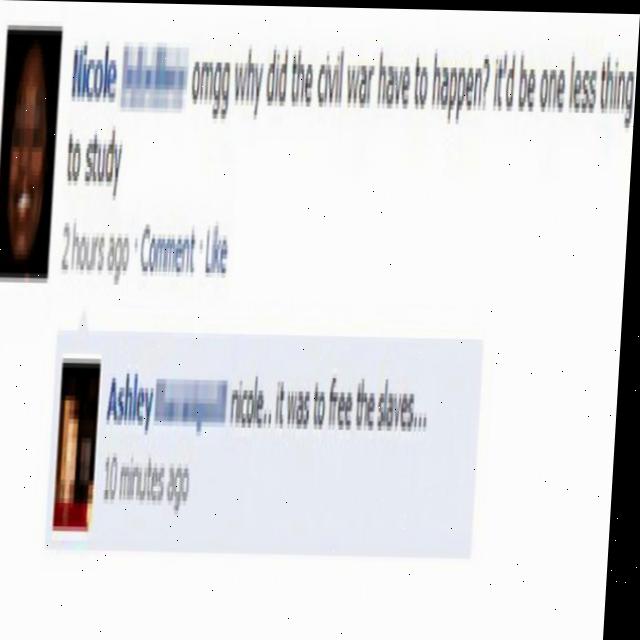 Nicole omgg why did the civil war have to happen? it'd be one less thing
to study
2 hours ago · Comment · Like
Ashley nicole.. it was to free the slaves...
10 minutes ago